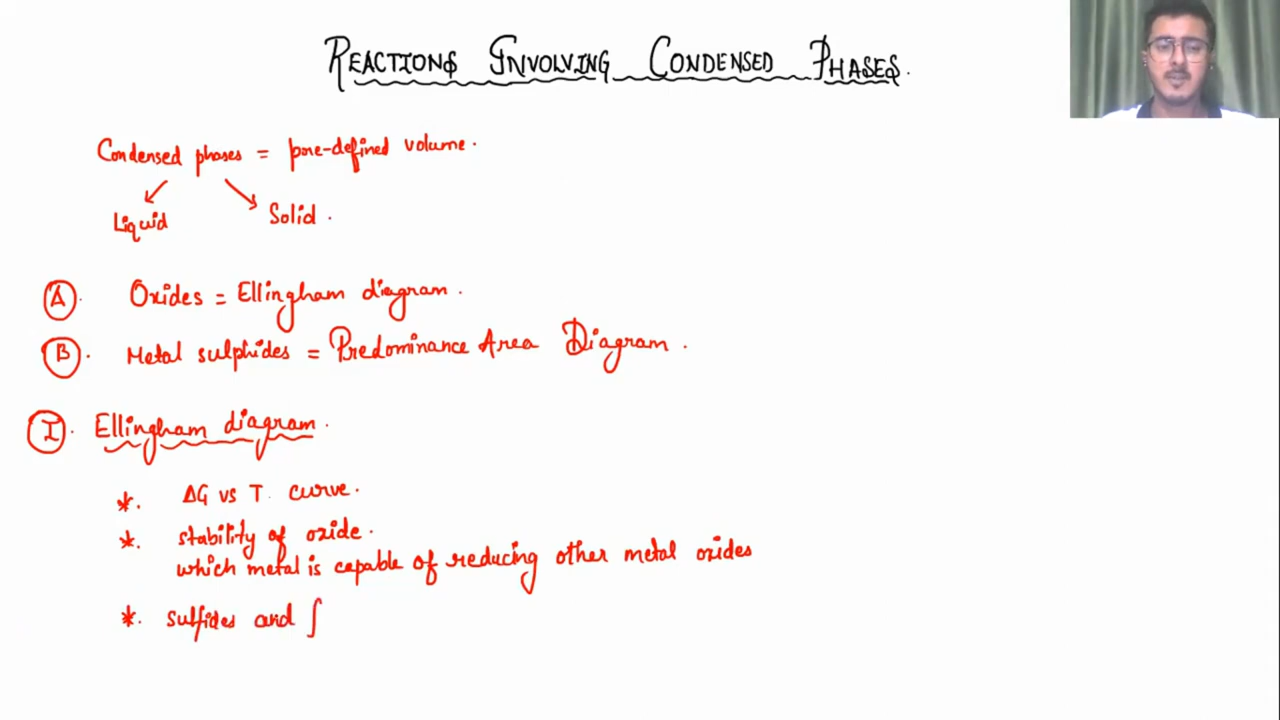 REACTIONS INVOLVING CONDENSED PHASES.
Condensed phases = pre-defined volume.
Liquid Solid.
A. Oxides = Ellingham diagram.
B. Metal sulphides = Predominance Area Diagram.
I. Ellingham diagram.
*. ΔG vs T. curve.
*. stability of oxide.
which metal is capable of reducing other metal oxides
*. sulfides and